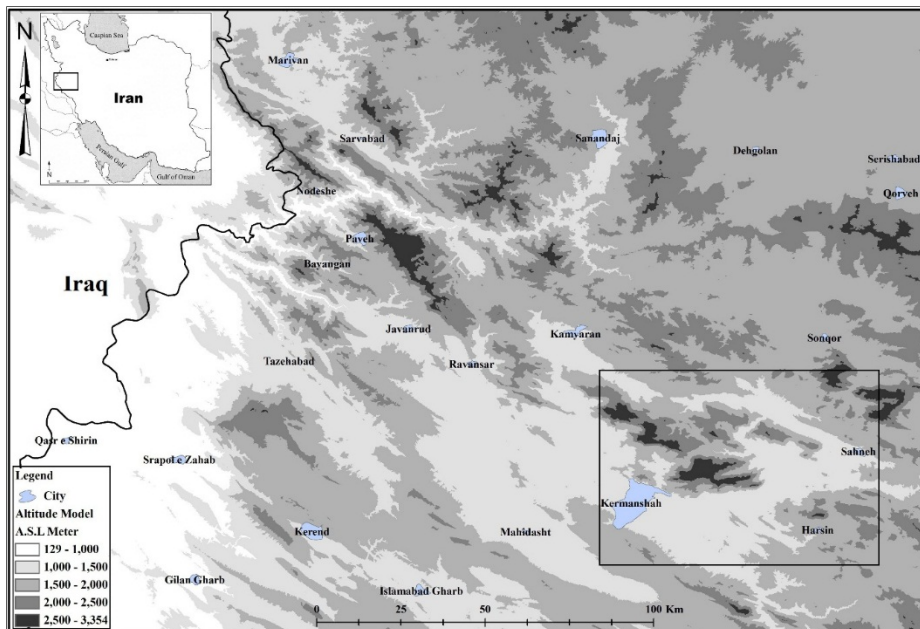 N
Caspian Sea
Iran
Persian Gulf
Gulf of Oman
N
Marivan
Sarvabad
Sanandaj
Dehgolan
Serishabad
Qorveh
Nodeshe
Paveh
Bayangan
Iraq
Javanrud
Kamyaran
Sonqor
Tazehabad
Ravansar
Qasr e Shirin
Srapol e Zahab
Sahneh
Kermanshah
Kerend
Mahidasht
Harsin
Gilan Gharb
Islamabad Gharb
Legend
City
Altitude Model
A.S.L Meter
129 - 1,000
1,000 - 1,500
1,500 - 2,000
2,000 - 2,500
2,500 - 3,354
0 25 50 100 Km